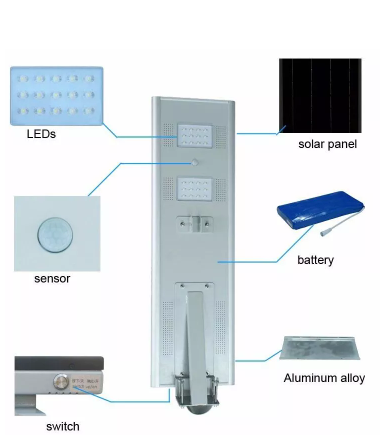 LEDs
solar panel
sensor
battery
Aluminum alloy
switch